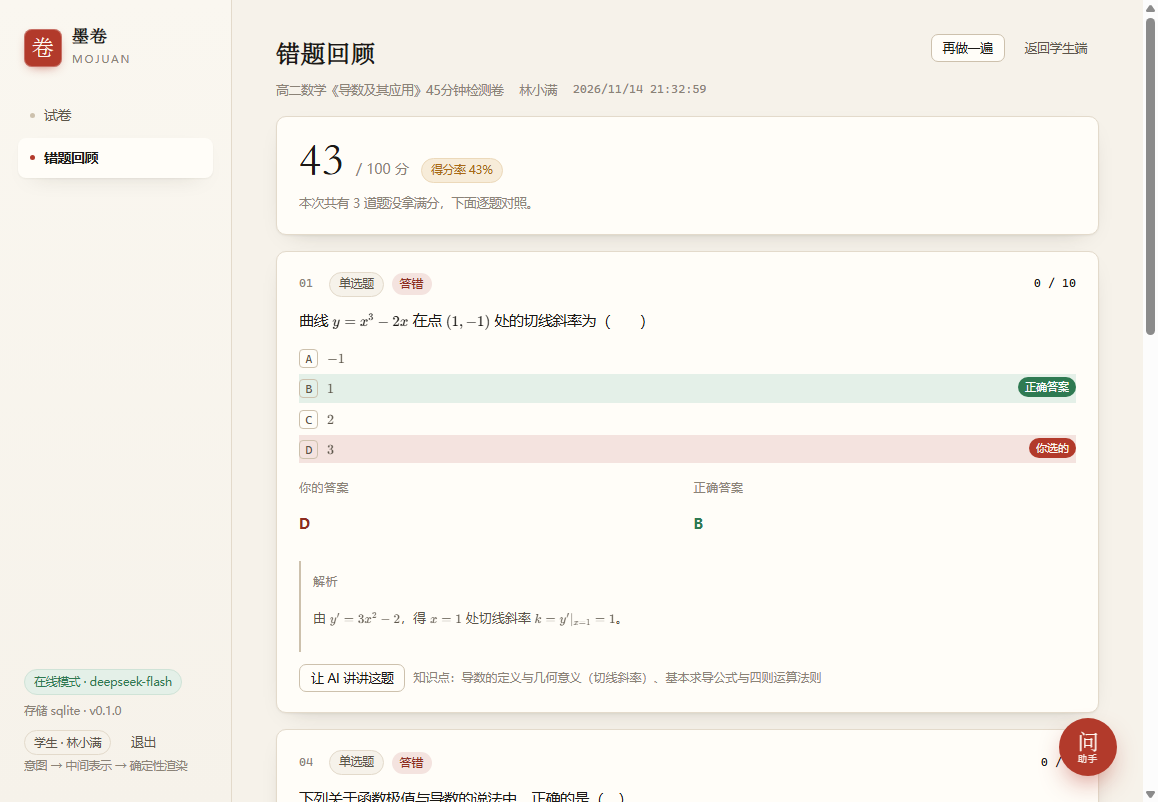 卷
墨卷
MOJUAN
试卷
错题回顾
在线模式 · deepseek-flash
存储 sqlite · v0.1.0
学生 · 林小满 退出
意图 → 中间表示 → 确定性渲染
错题回顾
再做一遍 返回学生端
高二数学《导数及其应用》45分钟检测卷 林小满 2026/11/14 21:32:59
43 / 100 分 得分率 43%
本次共有 3 道题没拿满分，下面逐题对照。
01 单选题 答错 0 / 10
曲线 y = x³ − 2x 在点 (1, −1) 处的切线斜率为（　　）
A −1
B 1 正确答案
C 2
D 3 你选的
你的答案 正确答案
D B
解析
由 y′ = 3x² − 2，得 x = 1 处切线斜率 k = y′|ₓ₌₁ = 1。
让 AI 讲讲这题 知识点：导数的定义与几何意义（切线斜率）、基本求导公式与四则运算法则
04 单选题 答错 0 /
下列关于函数极值与导数的说法中，正确的是（　）
问
助手